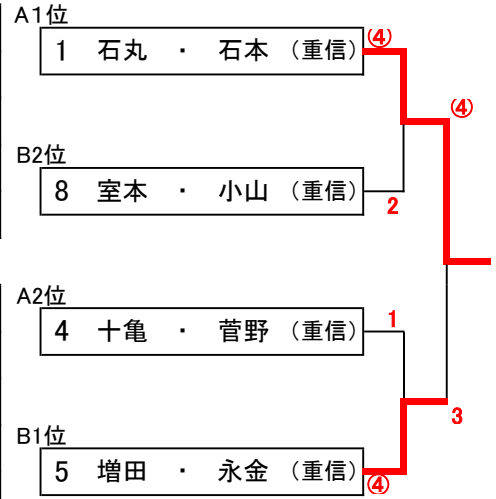 A1位
1 石丸 ・ 石本 (重信) ④
④
B2位
8 室本 ・ 小山 (重信) 2
A2位
4 十亀 ・ 菅野 (重信) 1
3
B1位
5 増田 ・ 永金 (重信) ④